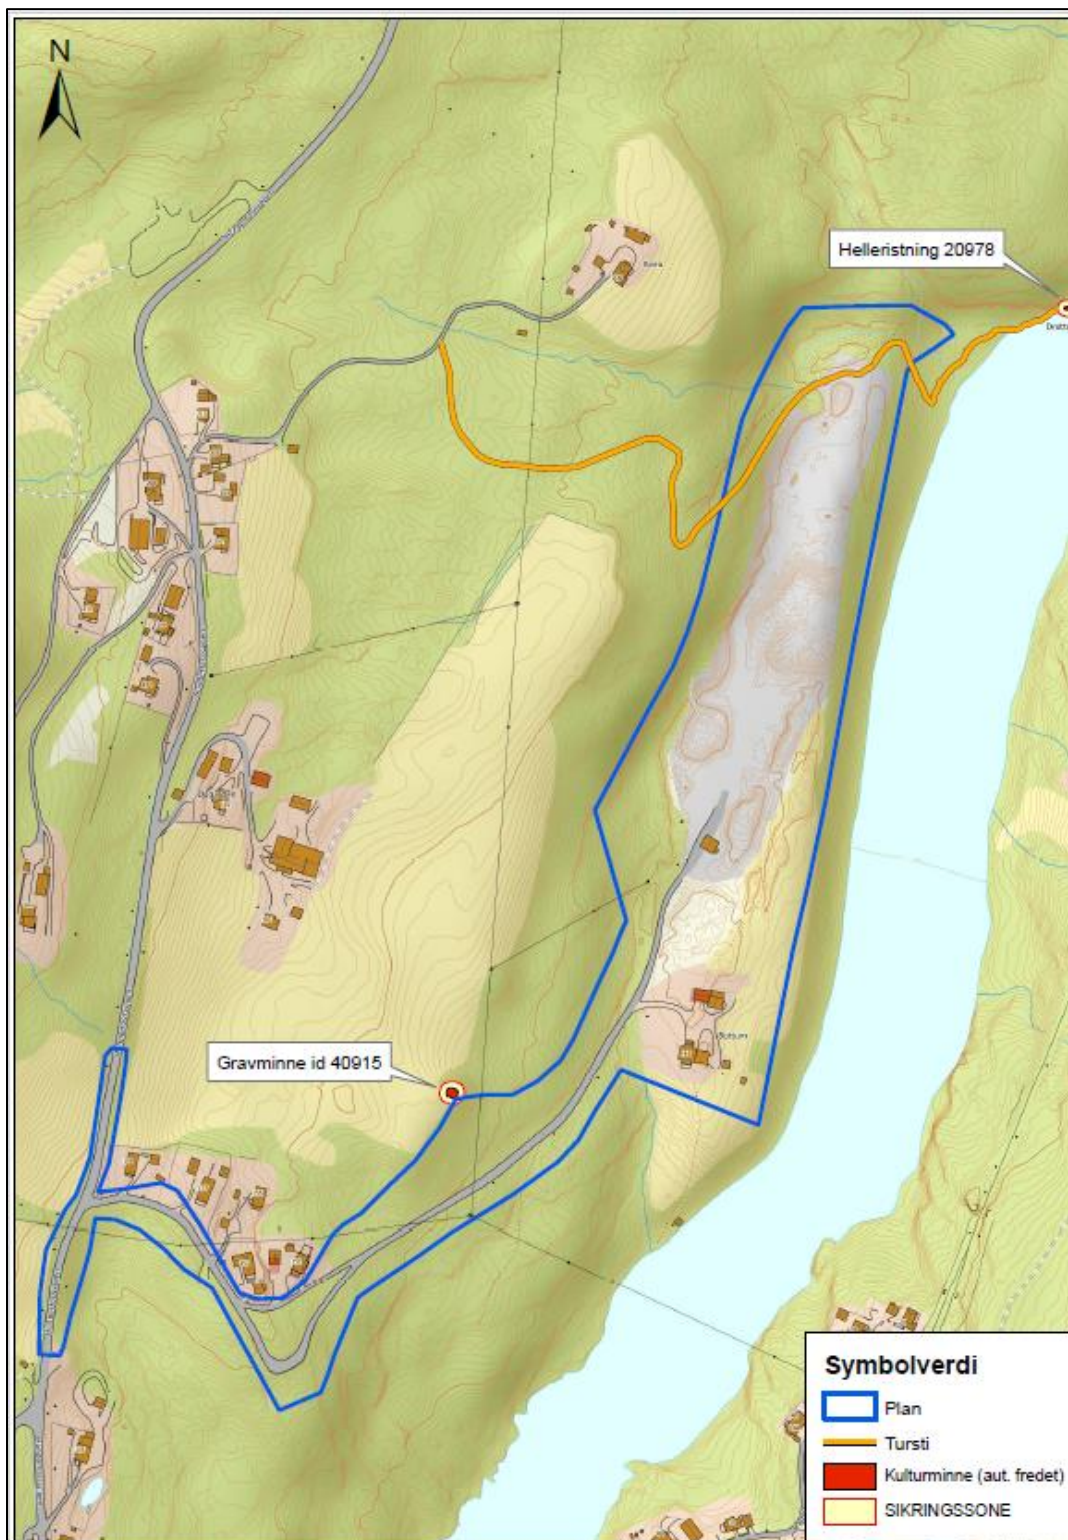 N
Helleristning 20978
Gravminne id 40915
Symbolverdi
Plan
Tursti
Kulturminne (aut. fredet)
SIKRINGSSONE